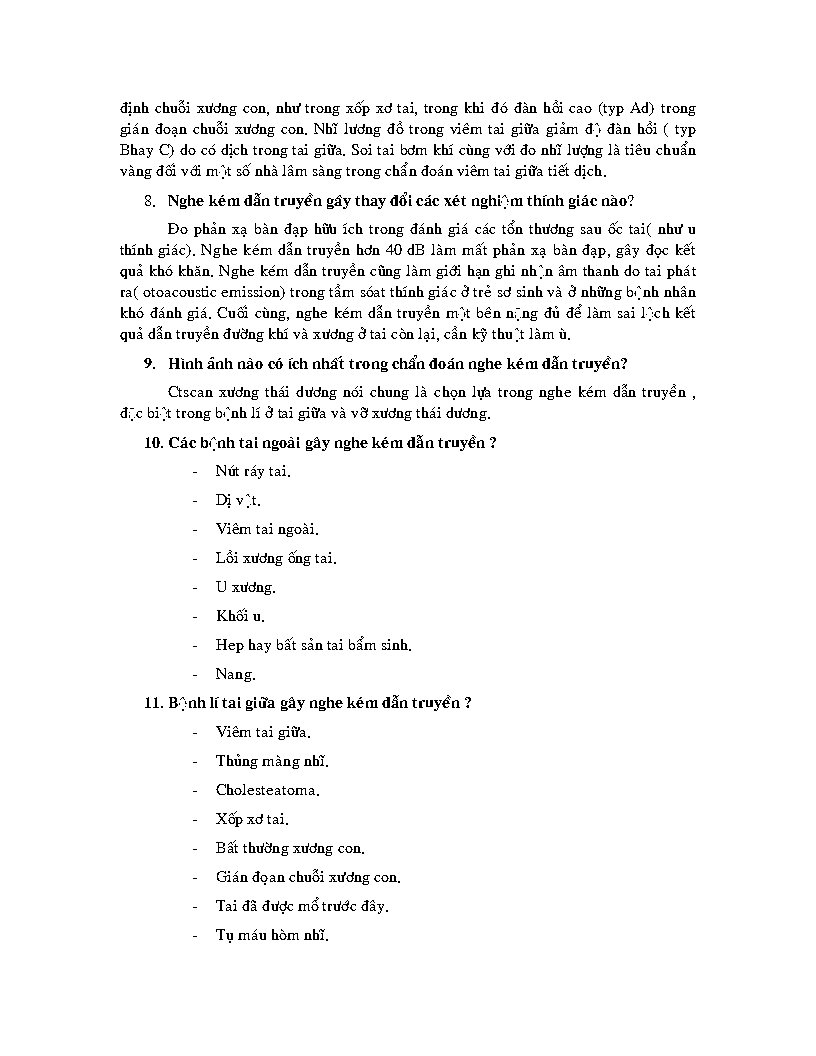 định chuỗi xương con, như trong xốp xơ tai, trong khi đó đàn hồi cao (typ Ad) trong
gián đoạn chuỗi xương con. Nhĩ lương đồ trong viêm tai giữa giảm độ đàn hồi ( typ
Bhay C) do có dịch trong tai giữa. Soi tai bơm khí cùng với đo nhĩ lượng là tiêu chuẩn
vàng đối với một số nhà lâm sàng trong chẩn đoán viêm tai giữa tiết dịch.
8. Nghe kém dẫn truyền gây thay đổi các xét nghiệm thính giác nào?
Đo phản xạ bàn đạp hữu ích trong đánh giá các tổn thương sau ốc tai( như u
thính giác). Nghe kém dẫn truyền hơn 40 dB làm mất phản xạ bàn đạp, gây đọc kết
quả khó khăn. Nghe kém dẫn truyền cũng làm giới hạn ghi nhận âm thanh do tai phát
ra( otoacoustic emission) trong tầm sóat thính giác ở trẻ sơ sinh và ở những bệnh nhân
khó đánh giá. Cuối cùng, nghe kém dẫn truyền một bên nặng đủ để làm sai lệch kết
quả dẫn truyền đường khí và xương ở tai còn lại, cần kỹ thuật làm ù.
9. Hình ảnh nào có ích nhất trong chẩn đoán nghe kém dẫn truyền?
Ctscan xương thái dương nói chung là chọn lựa trong nghe kém dẫn truyền ,
đặc biệt trong bệnh lí ở tai giữa và vỡ xương thái dương.
10. Các bệnh tai ngoài gây nghe kém dẫn truyền ?
- Nút ráy tai.
- Dị vật.
- Viêm tai ngoài.
- Lồi xương ống tai.
- U xương.
- Khối u.
- Hep hay bất sản tai bẩm sinh.
- Nang.
11. Bệnh lí tai giữa gây nghe kém dẫn truyền ?
- Viêm tai giữa.
- Thủng màng nhĩ.
- Cholesteatoma.
- Xốp xơ tai.
- Bất thường xương con.
- Gián đọan chuỗi xương con.
- Tai đã được mổ trước đây.
- Tụ máu hòm nhĩ.